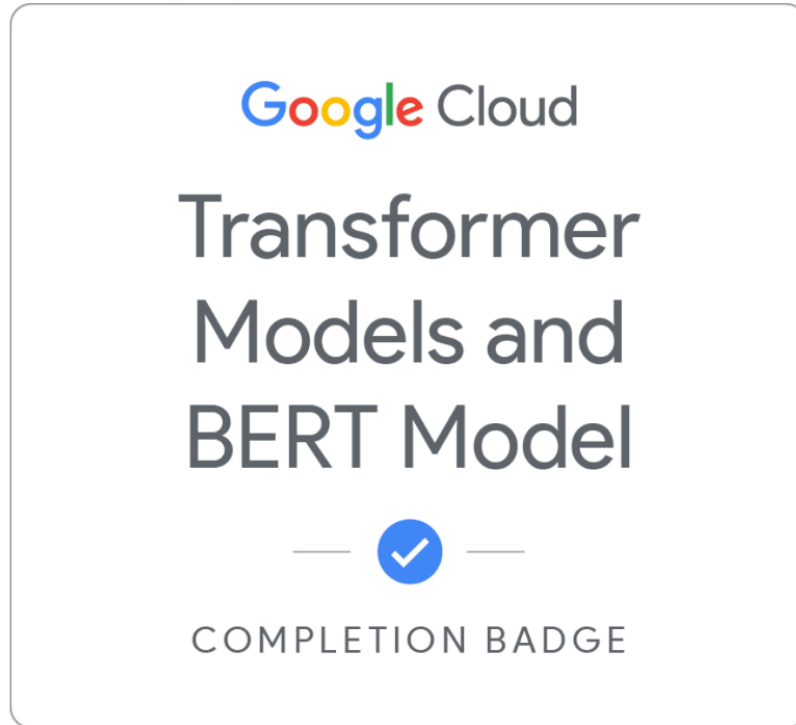 Google Cloud
Transformer
Models and
BERT Model
COMPLETION BADGE